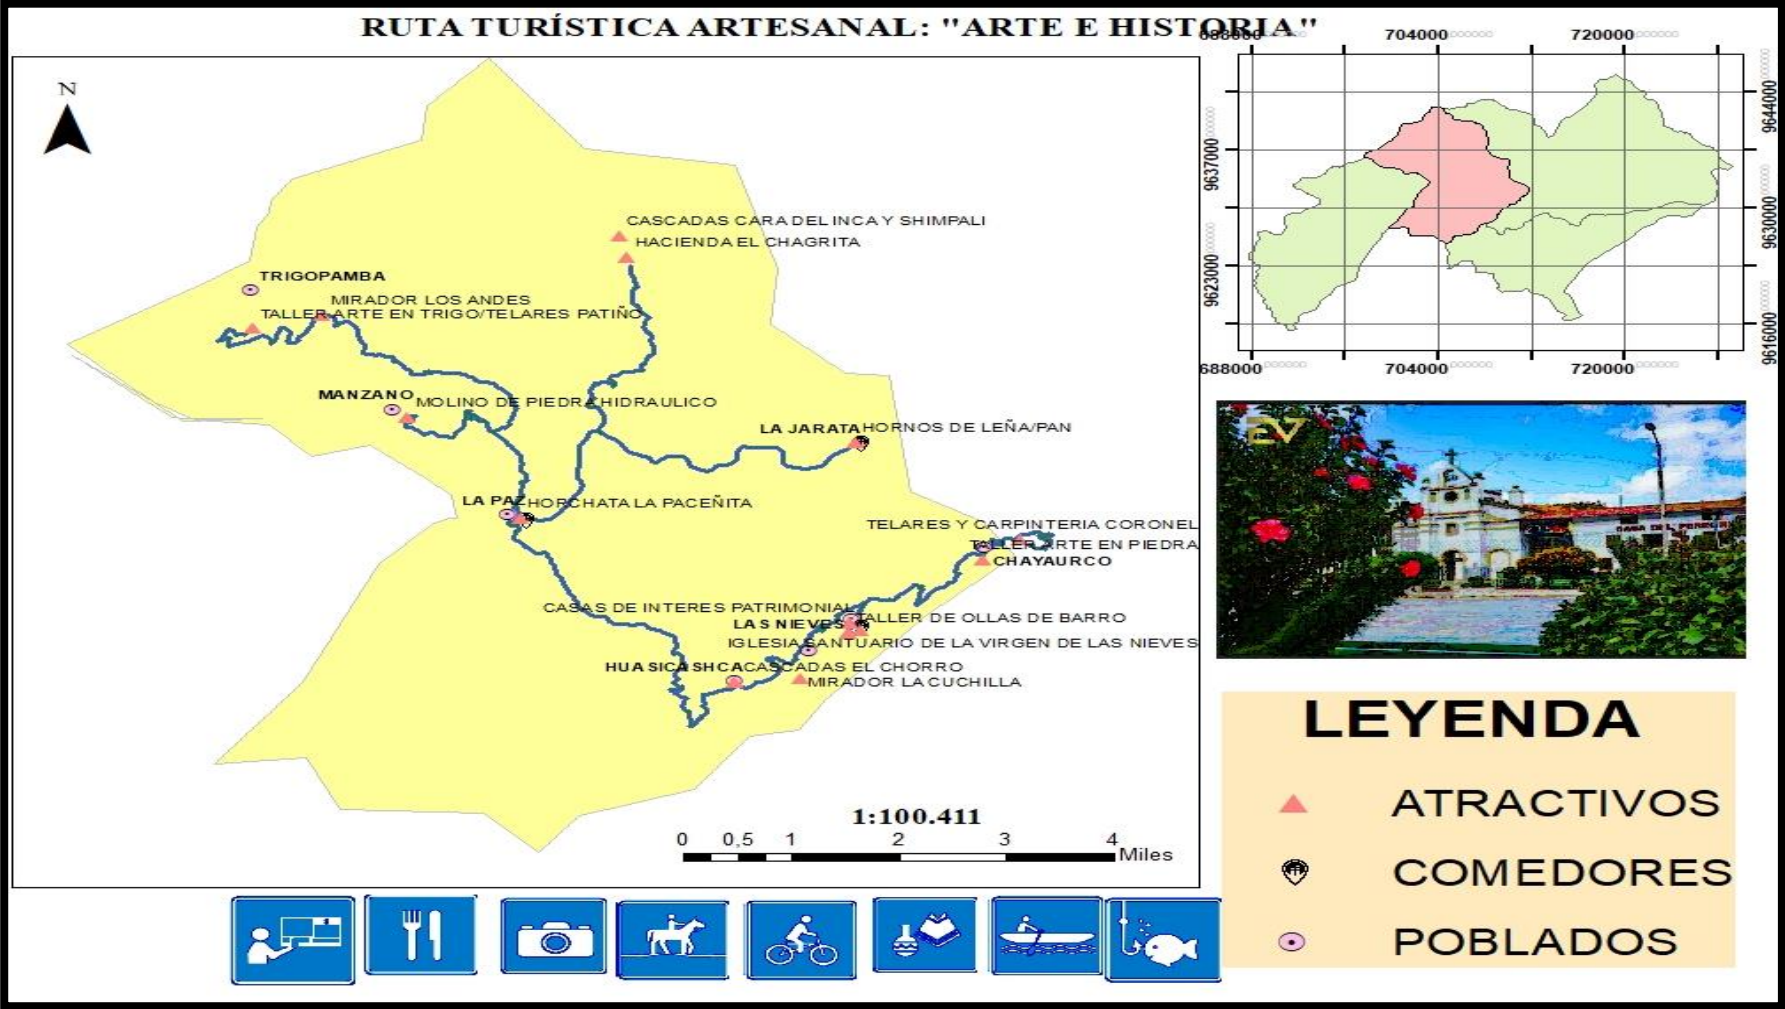 RUTA TURÍSTICA ARTESANAL: "ARTE E HISTORIA"
N
CASCADAS CARA DEL INCA Y SHIMPALI
HACIENDA EL CHAGRITA
TRIGOPAMBA
MIRADOR LOS ANDES
TALLER ARTE EN TRIGO/TELARES PATIÑO
MANZANO
MOLINO DE PIEDRA HIDRAULICO
LA JARATA
HORNOS DE LEÑA/PAN
LA PAZ
HORCHATA LA PACEÑITA
TELARES Y CARPINTERIA CORONEL
TALLER ARTE EN PIEDRA
CHAYAURCO
CASAS DE INTERES PATRIMONIAL
TALLER DE OLLAS DE BARRO
LAS NIEVES
IGLESIA SANTUARIO DE LA VIRGEN DE LAS NIEVES
HUASICASHCA
CASCADAS EL CHORRO
MIRADOR LA CUCHILLA
1:100.411
0 0,5 1 2 3 4
Miles
688000 704000 720000
9637000
9623000
9644000
9630000
9616000
688000 704000 720000
LEYENDA
ATRACTIVOS
COMEDORES
POBLADOS